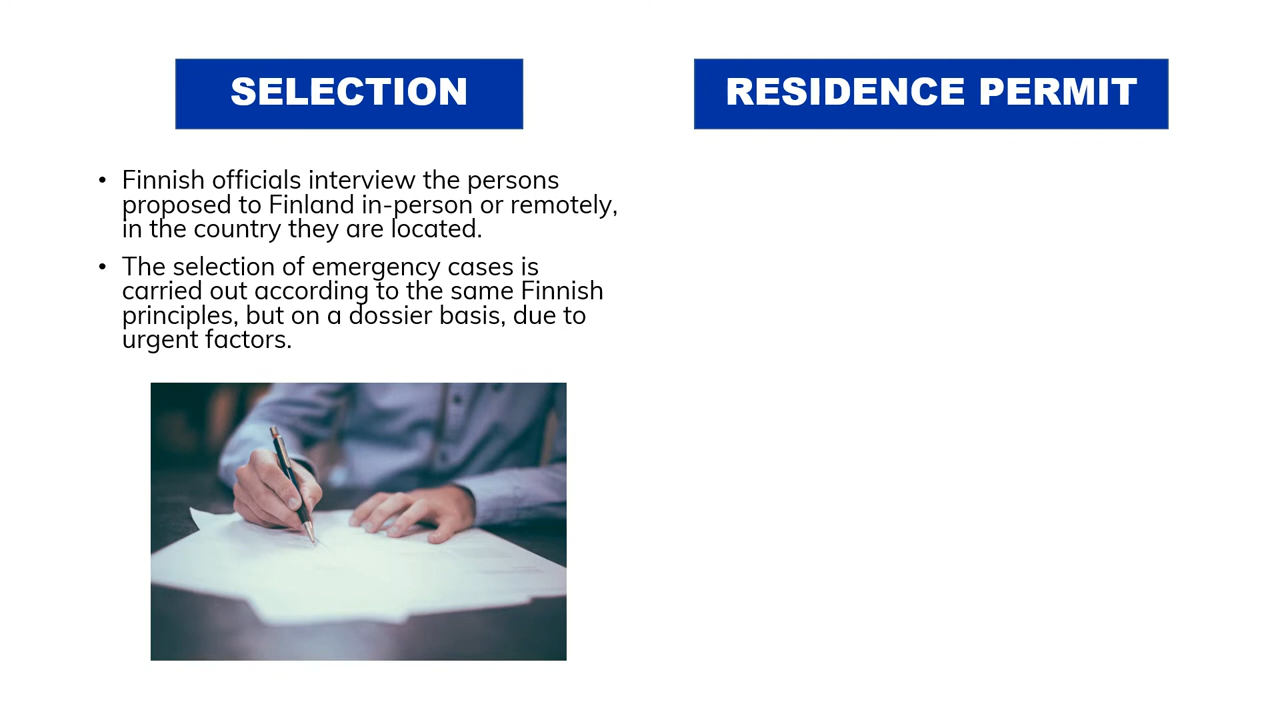 SELECTION
RESIDENCE PERMIT
• Finnish officials interview the persons
proposed to Finland in-person or remotely,
in the country they are located.
• The selection of emergency cases is
carried out according to the same Finnish
principles, but on a dossier basis, due to
urgent factors.